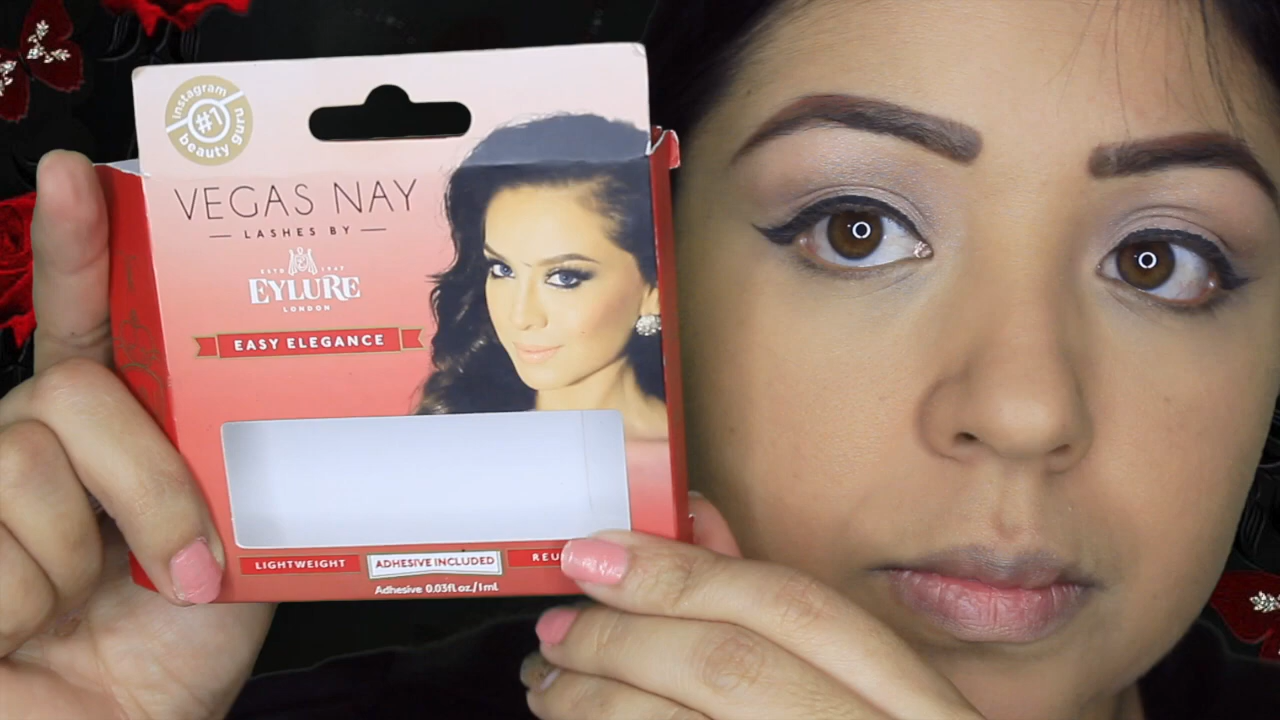 Instagram
#1
beauty guru
VEGAS NAY
LASHES BY
ESTD 1947
EYLURE
LONDON
EASY ELEGANCE
LIGHTWEIGHT
ADHESIVE INCLUDED
Adhesive 0.03fl oz./1mL